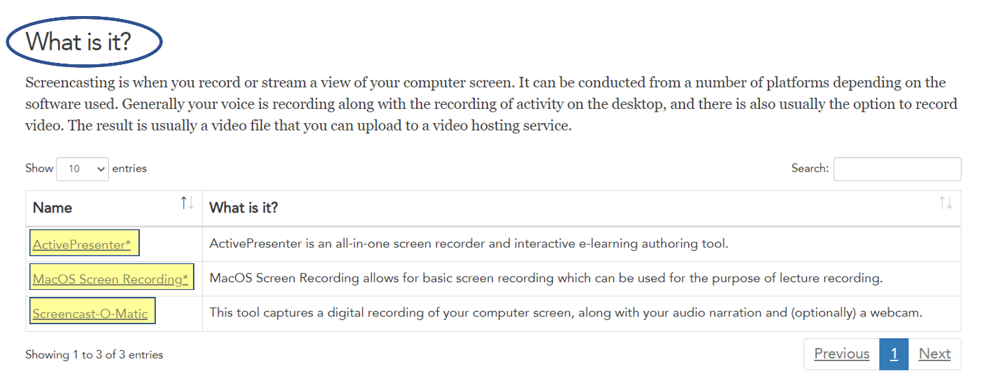 What is it?
Screencasting is when you record or stream a view of your computer screen. It can be conducted from a number of platforms depending on the
software used. Generally your voice is recording along with the recording of activity on the desktop, and there is also usually the option to record
video. The result is usually a video file that you can upload to a video hosting service.
Show 10 entries Search:
Name What is it?
ActivePresenter* ActivePresenter is an all-in-one screen recorder and interactive e-learning authoring tool.
MacOS Screen Recording* MacOS Screen Recording allows for basic screen recording which can be used for the purpose of lecture recording.
Screencast-O-Matic This tool captures a digital recording of your computer screen, along with your audio narration and (optionally) a webcam.
Showing 1 to 3 of 3 entries Previous 1 Next